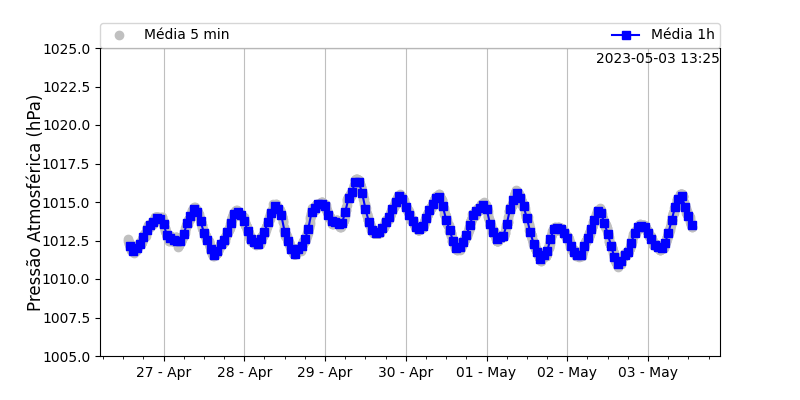 Média 5 min
Média 1h
2023-05-03 13:25
Pressão Atmosférica (hPa)
1025.0
1022.5
1020.0
1017.5
1015.0
1012.5
1010.0
1007.5
1005.0
27 - Apr
28 - Apr
29 - Apr
30 - Apr
01 - May
02 - May
03 - May